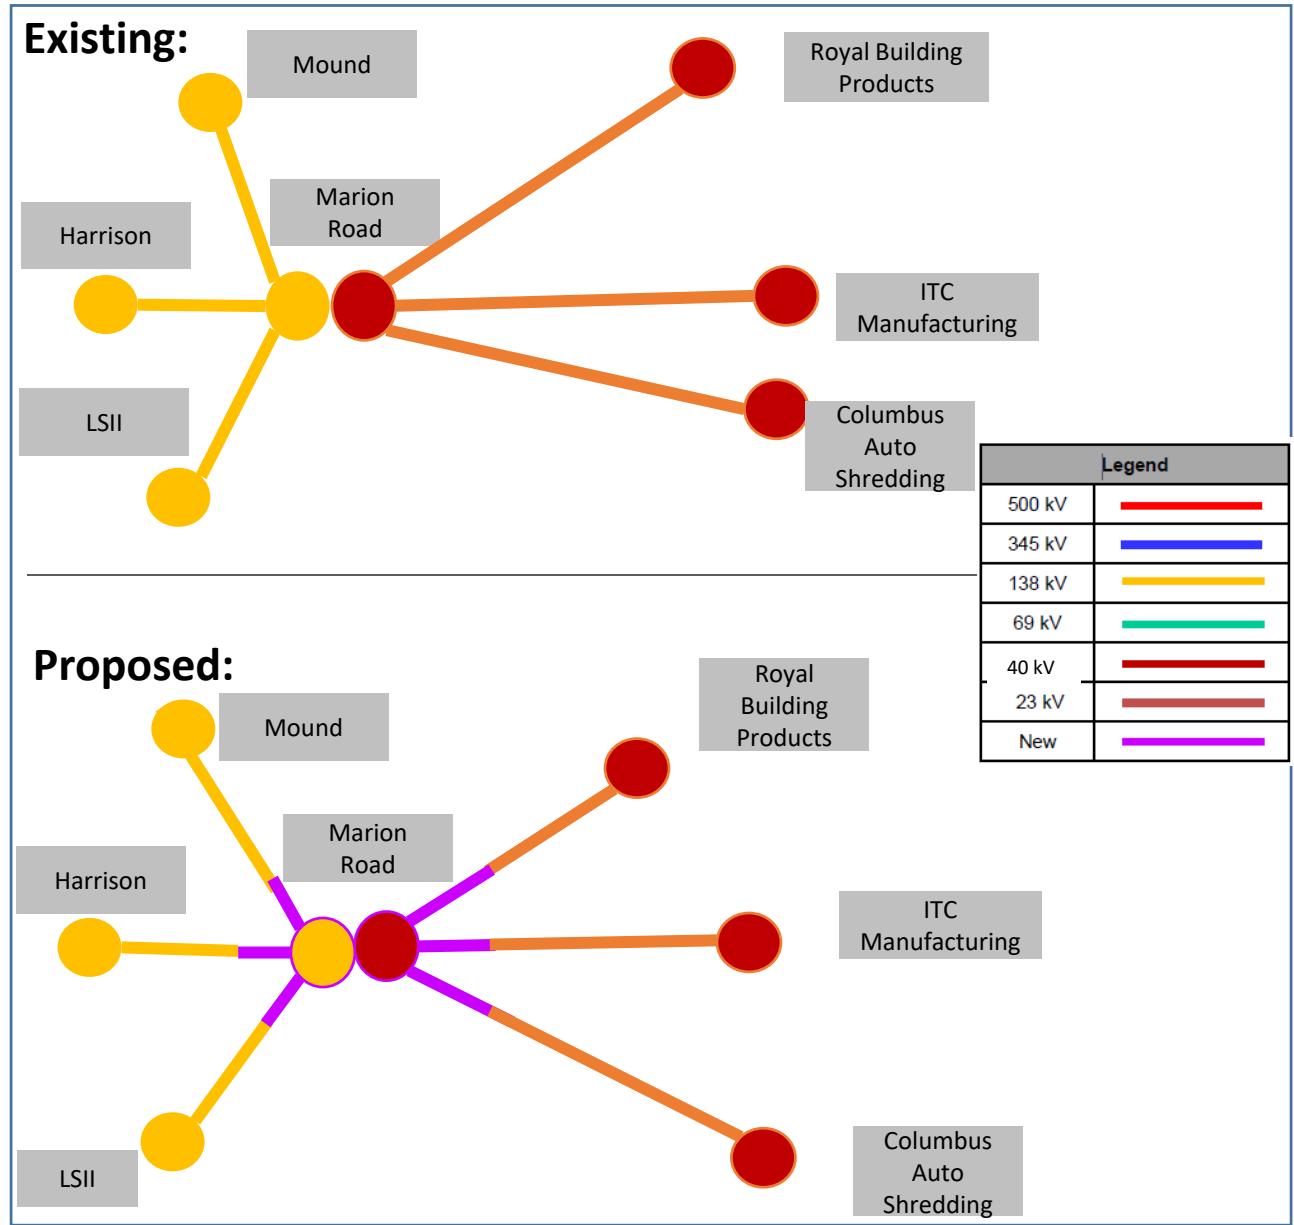 Existing:
Mound
Royal Building
Products
Marion
Road
Harrison
ITC
Manufacturing
LSII
Columbus
Auto
Shredding
Legend
500 kV
345 kV
138 kV
69 kV
40 kV
23 kV
New
Proposed:
Royal
Building
Products
Mound
Marion
Road
Harrison
ITC
Manufacturing
LSII
Columbus
Auto
Shredding